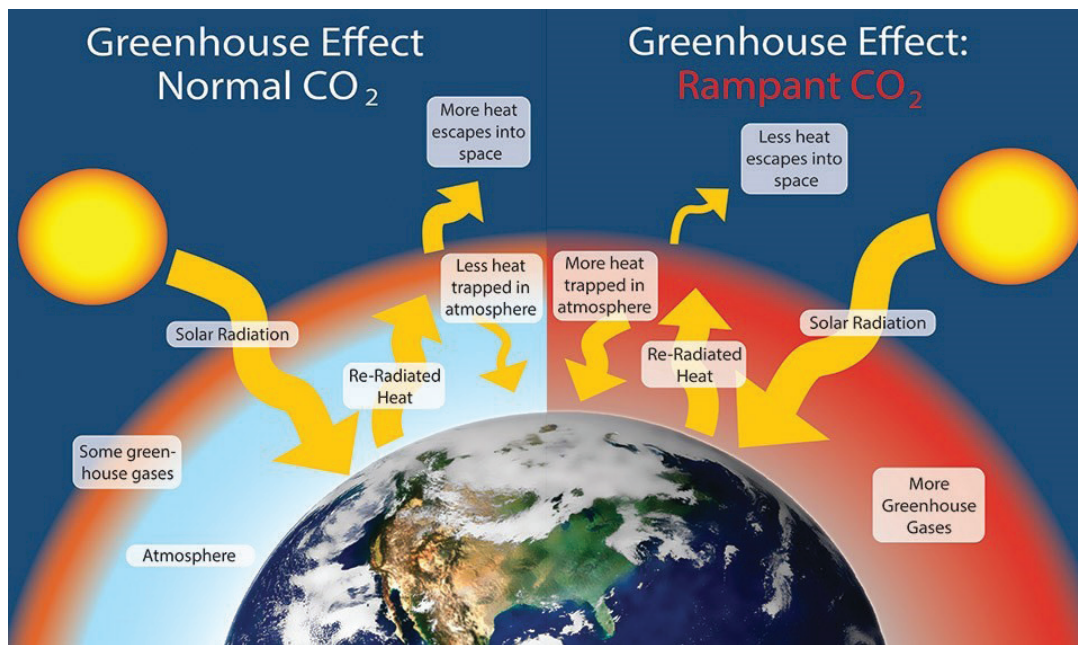 Greenhouse Effect
Normal CO₂
More heat
escapes into
space
Less heat
trapped in
atmosphere
Solar Radiation
Re-Radiated
Heat
Some green-
house gases
Atmosphere
Greenhouse Effect:
Rampant CO₂
Less heat
escapes into
space
More heat
trapped in
atmosphere
Solar Radiation
Re-Radiated
Heat
More
Greenhouse
Gases